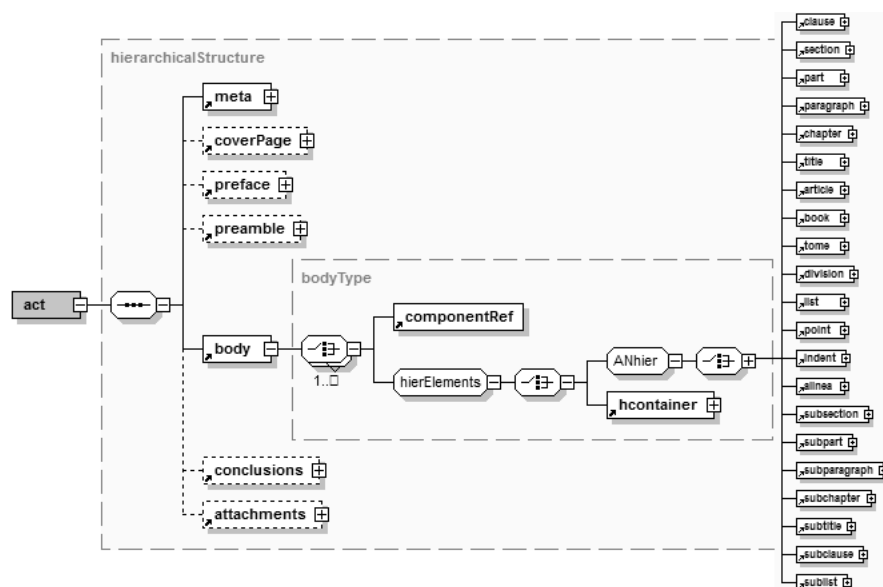 hierarchicalStructure
meta
coverPage
preface
preamble
act
bodyType
body
componentRef
1..□
hierElements
ANhier
hcontainer
conclusions
attachments
clause
section
part
paragraph
chapter
title
article
book
tome
division
list
point
indent
alinea
subsection
subpart
subparagraph
subchapter
subtitle
subclause
sublist